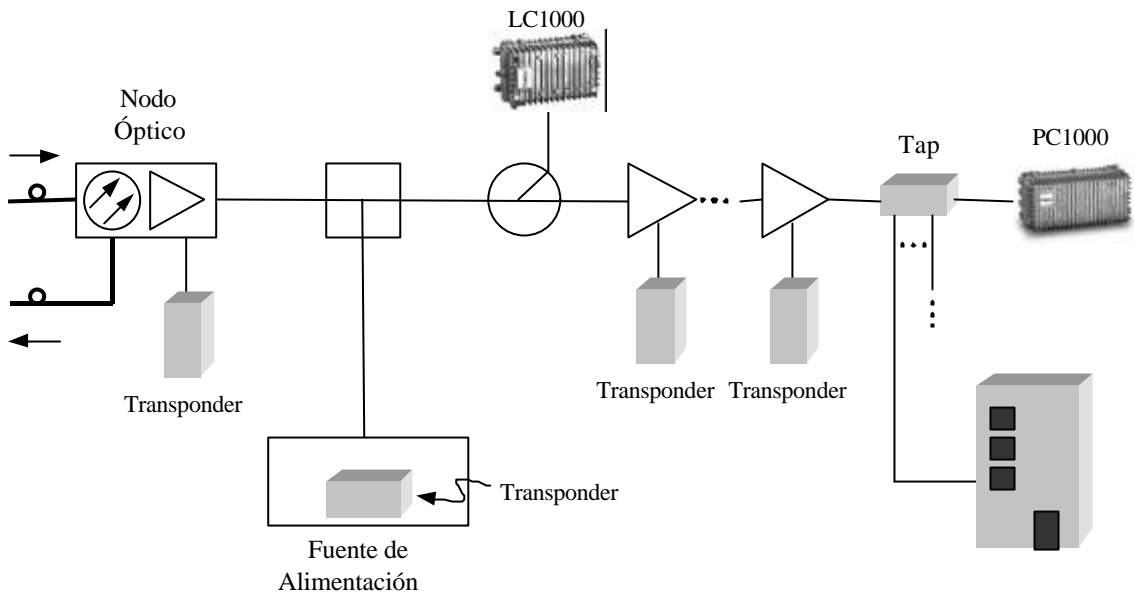 LC1000
Nodo
Óptico
Tap
PC1000
Transponder
Transponder
Transponder
Transponder
Fuente de
Alimentación